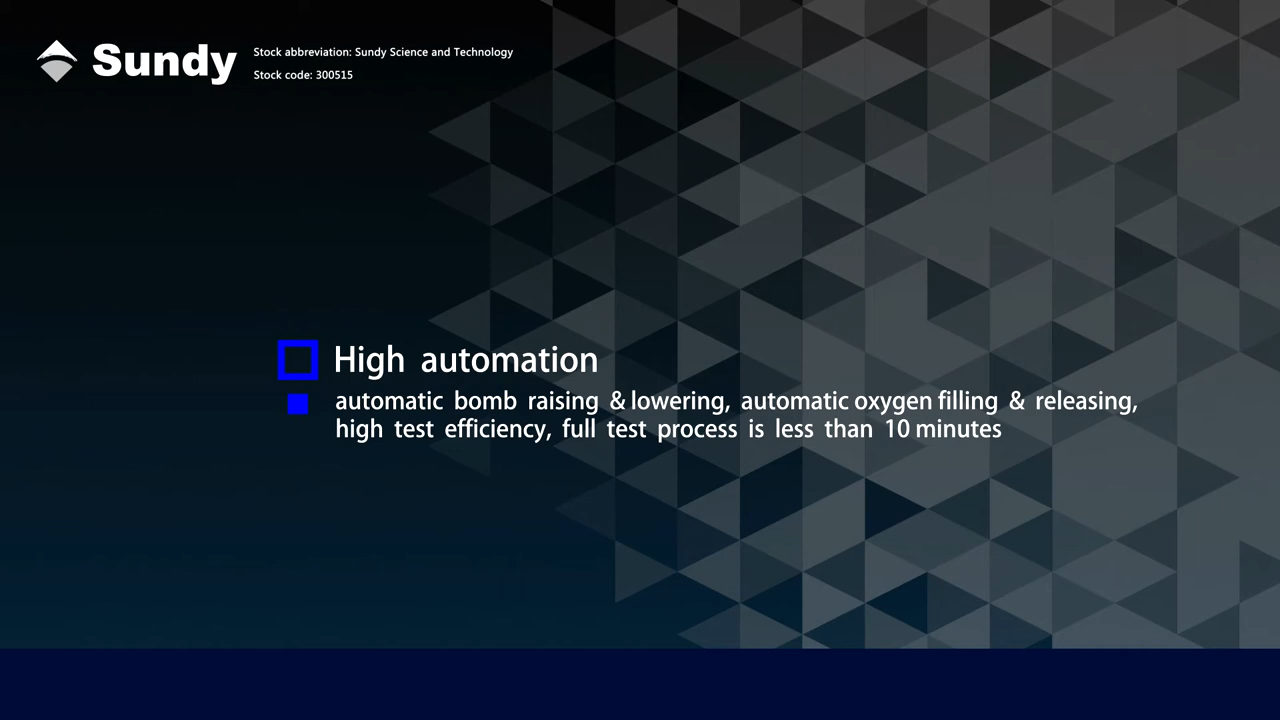 Sundy
Stock abbreviation: Sundy Science and Technology
Stock code: 300515
High automation
automatic bomb raising & lowering, automatic oxygen filling & releasing,
high test efficiency, full test process is less than 10 minutes